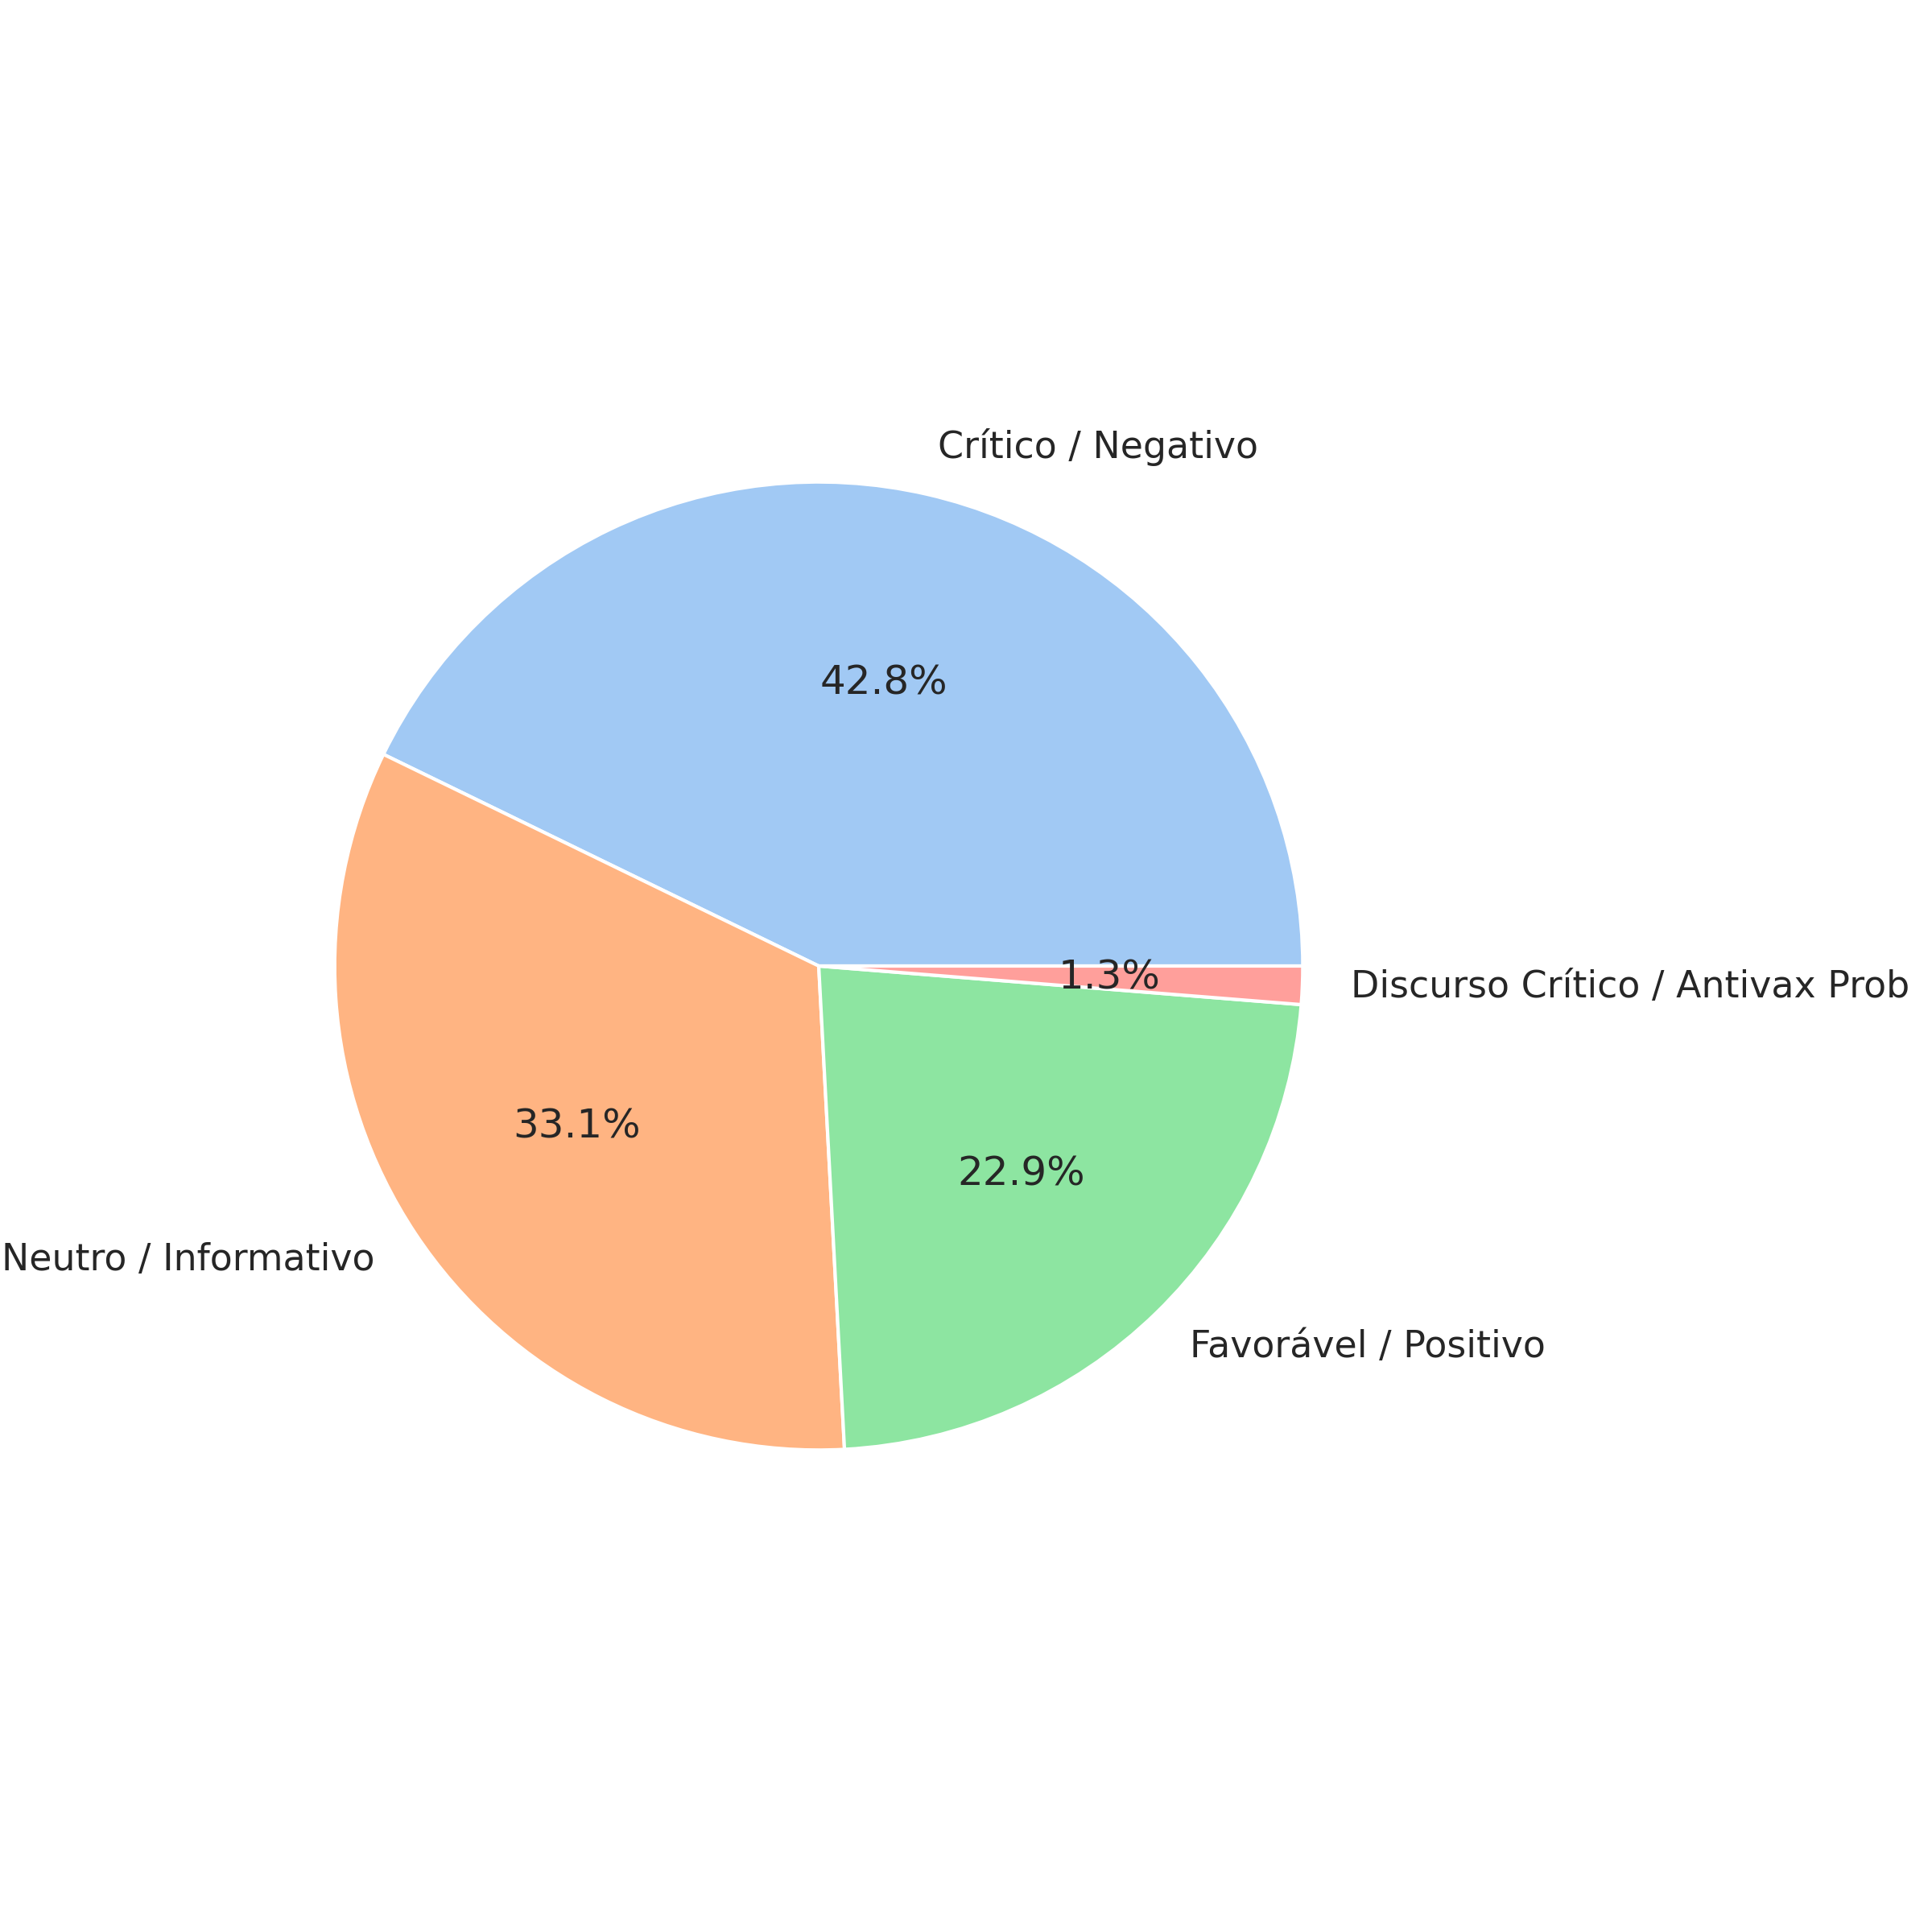 Crítico / Negativo
42.8%
1.3%
Discurso Crítico / Antivax Prob
33.1%
22.9%
Neutro / Informativo
Favorável / Positivo